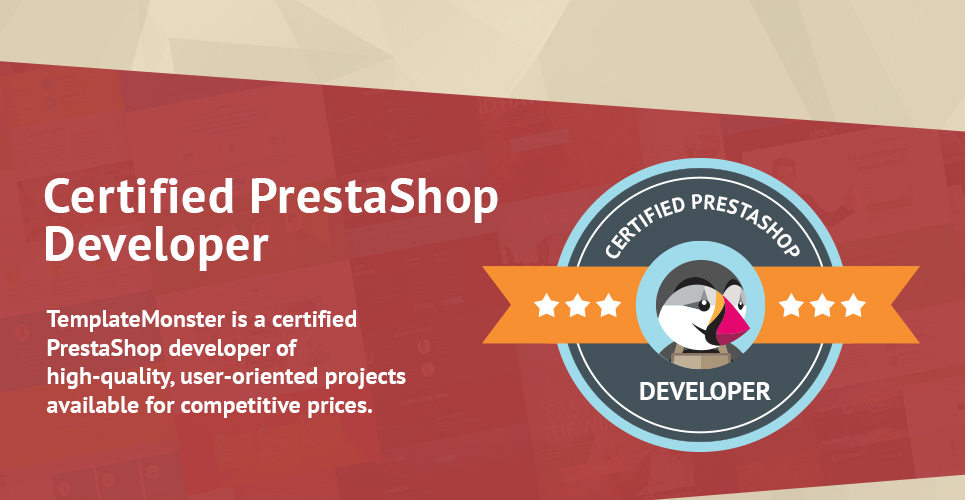 Certified PrestaShop
Developer
TemplateMonster is a certified
PrestaShop developer of
high-quality, user-oriented projects
available for competitive prices.
CERTIFIED PRESTASHOP
DEVELOPER